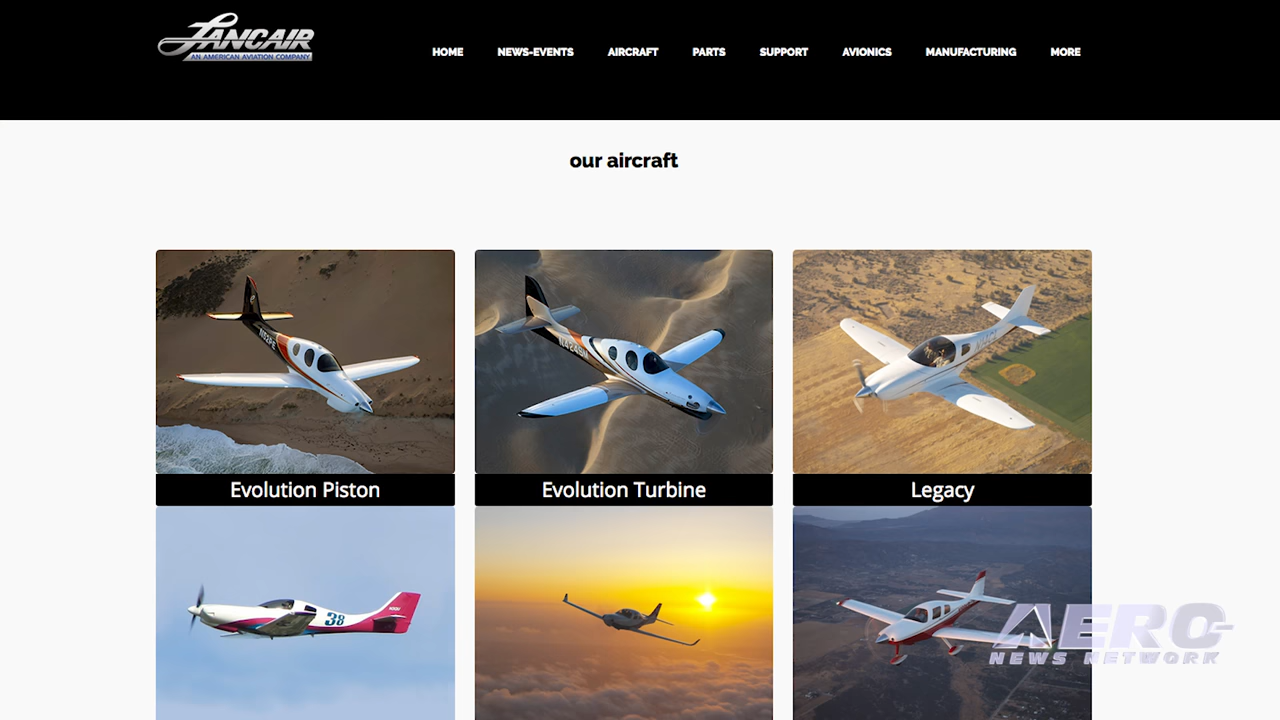 LANCAIR
AN AMERICAN AVIATION COMPANY
HOME NEWS-EVENTS AIRCRAFT PARTS SUPPORT AVIONICS MANUFACTURING MORE
our aircraft
N4249M
Evolution Piston Evolution Turbine Legacy
38
AERO
NEWS NETWORK